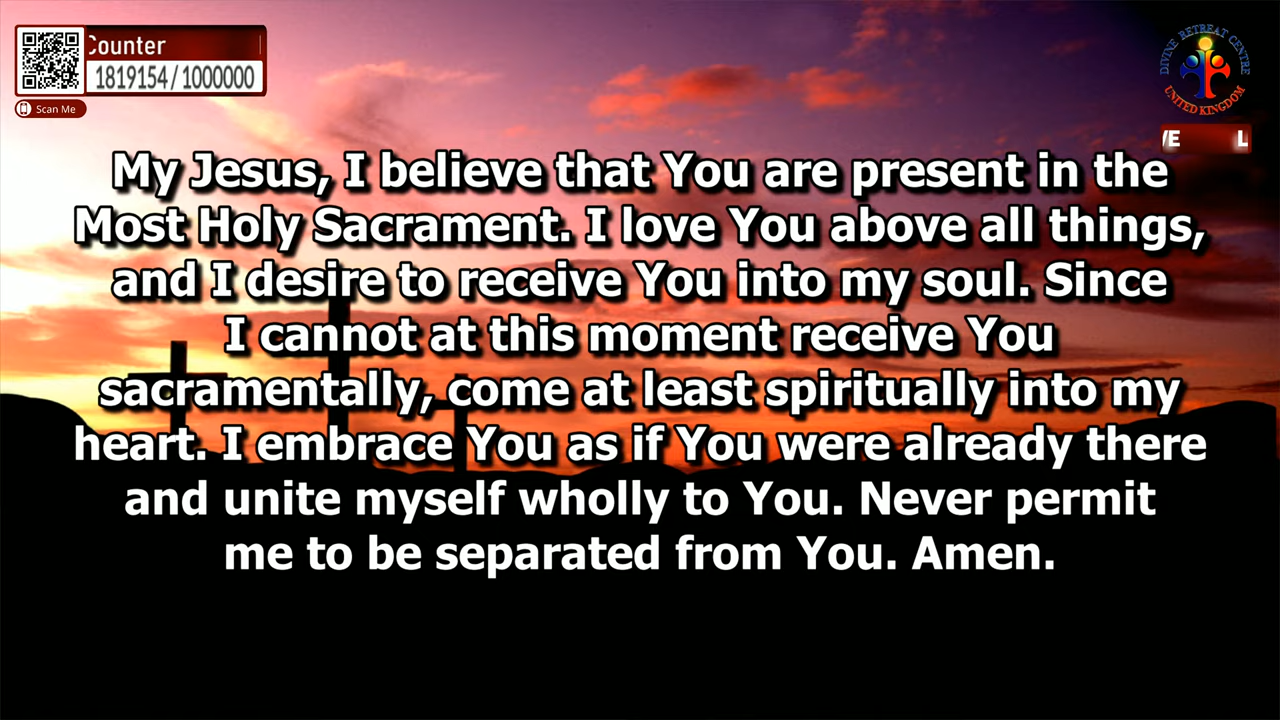 Counter
1819154/1000000
Scan Me
DIVINE RETREAT CENTRE
UNITED KINGDOM
VE L
My Jesus, I believe that You are present in the
Most Holy Sacrament. I love You above all things,
and I desire to receive You into my soul. Since
I cannot at this moment receive You
sacramentally, come at least spiritually into my
heart. I embrace You as if You were already there
and unite myself wholly to You. Never permit
me to be separated from You. Amen.